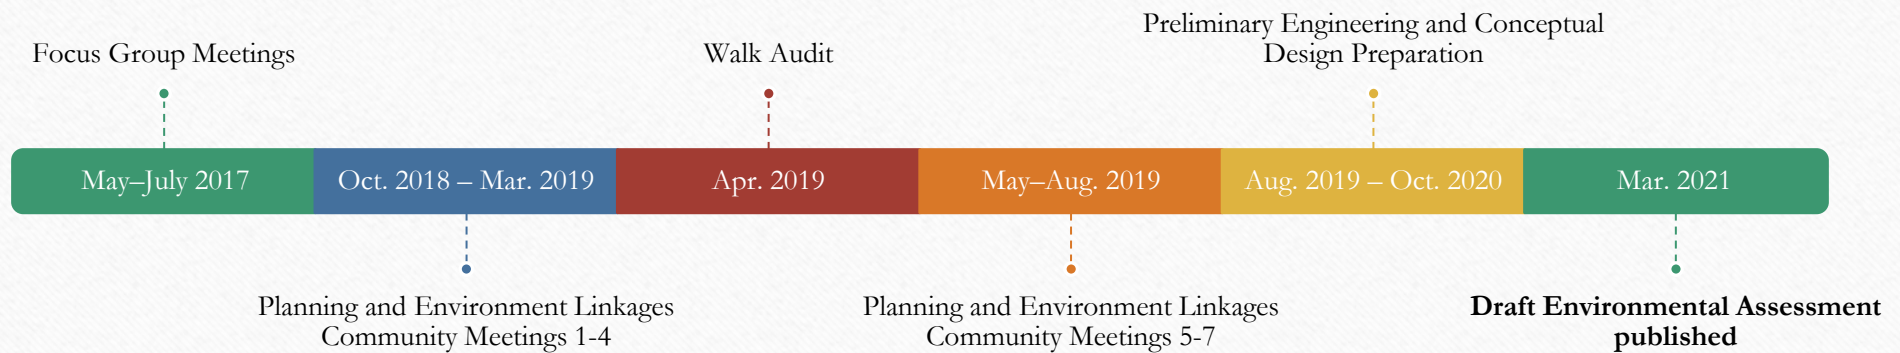 Preliminary Engineering and Conceptual
Design Preparation
Focus Group Meetings
Walk Audit
May–July 2017
Oct. 2018 – Mar. 2019
Apr. 2019
May–Aug. 2019
Aug. 2019 – Oct. 2020
Mar. 2021
Planning and Environment Linkages
Community Meetings 1-4
Planning and Environment Linkages
Community Meetings 5-7
Draft Environmental Assessment
published